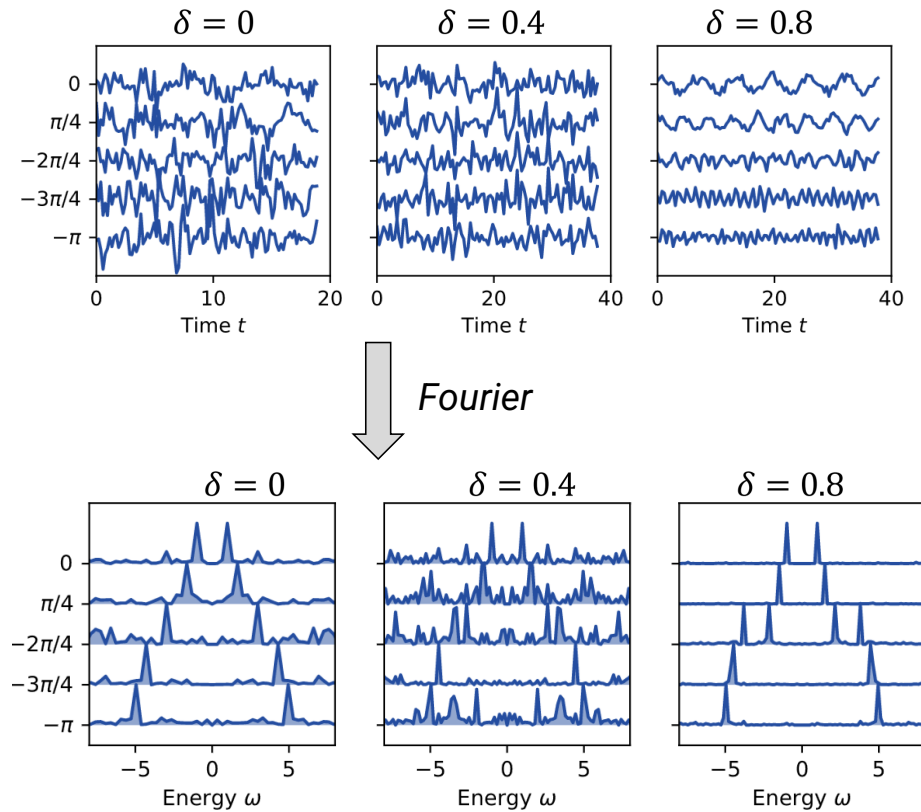 δ = 0 δ = 0.4 δ = 0.8
0
π/4
−2π/4
−3π/4
−π
0 10 20 0 20 40 0 20 40
Time t Time t Time t
Fourier
δ = 0 δ = 0.4 δ = 0.8
0
π/4
−2π/4
−3π/4
−π
−5 0 5 −5 0 5 −5 0 5
Energy ω Energy ω Energy ω